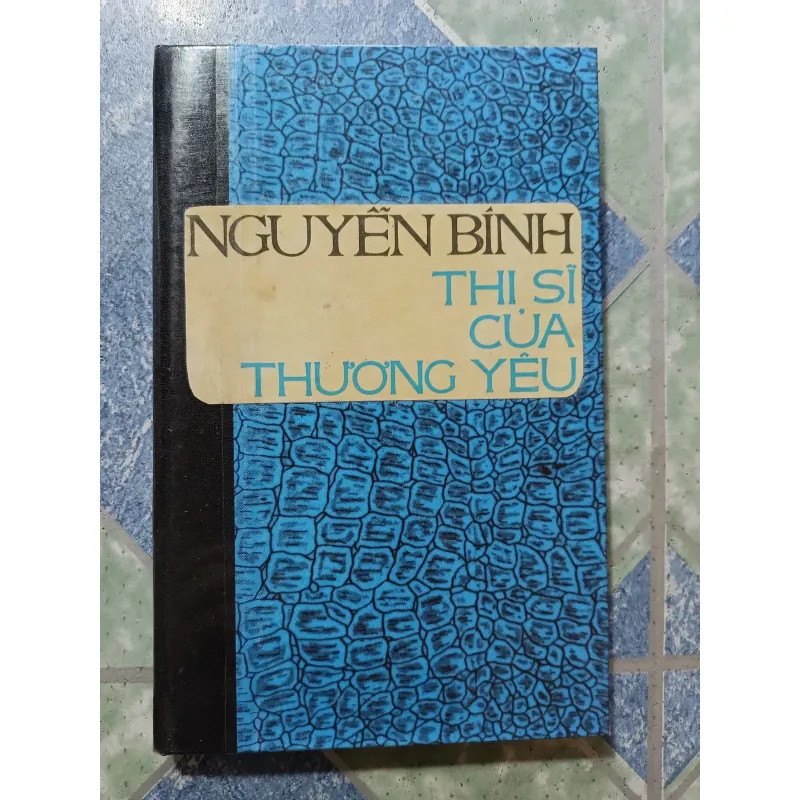 NGUYỄN BÍNH
THI SĨ
CỦA
THƯƠNG YÊU